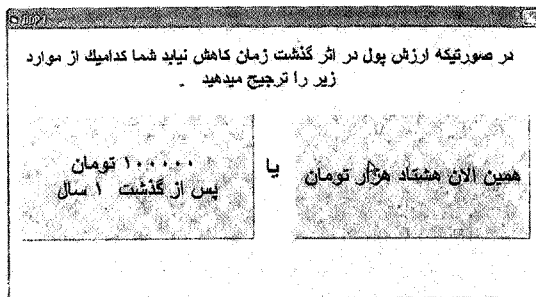 در صورتیکه ارزش پول در اثر گذشت زمان کاهش نیابد شما کدامیك از موارد
زیر را ترجیح میدهید .
همین الان هشتاد هزار تومان
یا
۱۰۰۰۰۰ تومان
پس از گذشت ۱ سال